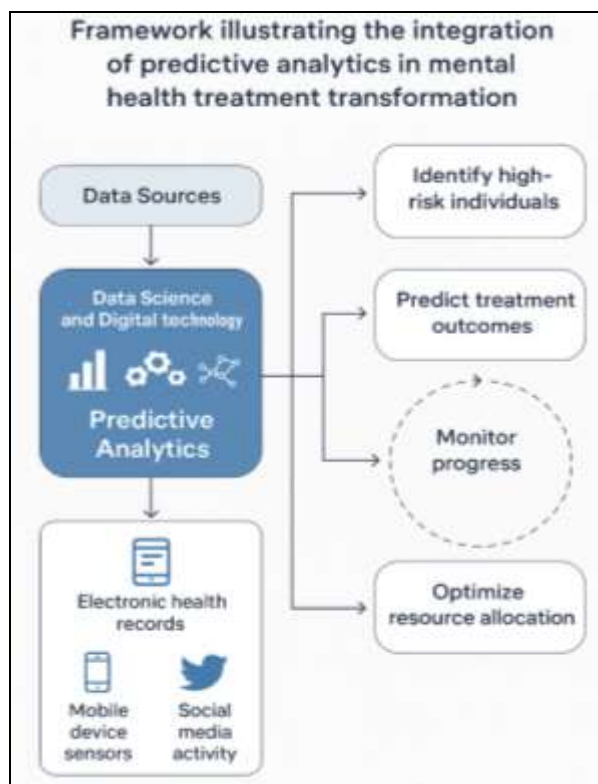 Framework illustrating the integration
of predictive analytics in mental
health treatment transformation
Data Sources
Data Science
and Digital technology
Predictive
Analytics
Electronic health
records
Mobile
device
sensors
Social
media
activity
Identify high-
risk individuals
Predict treatment
outcomes
Monitor
progress
Optimize
resource allocation